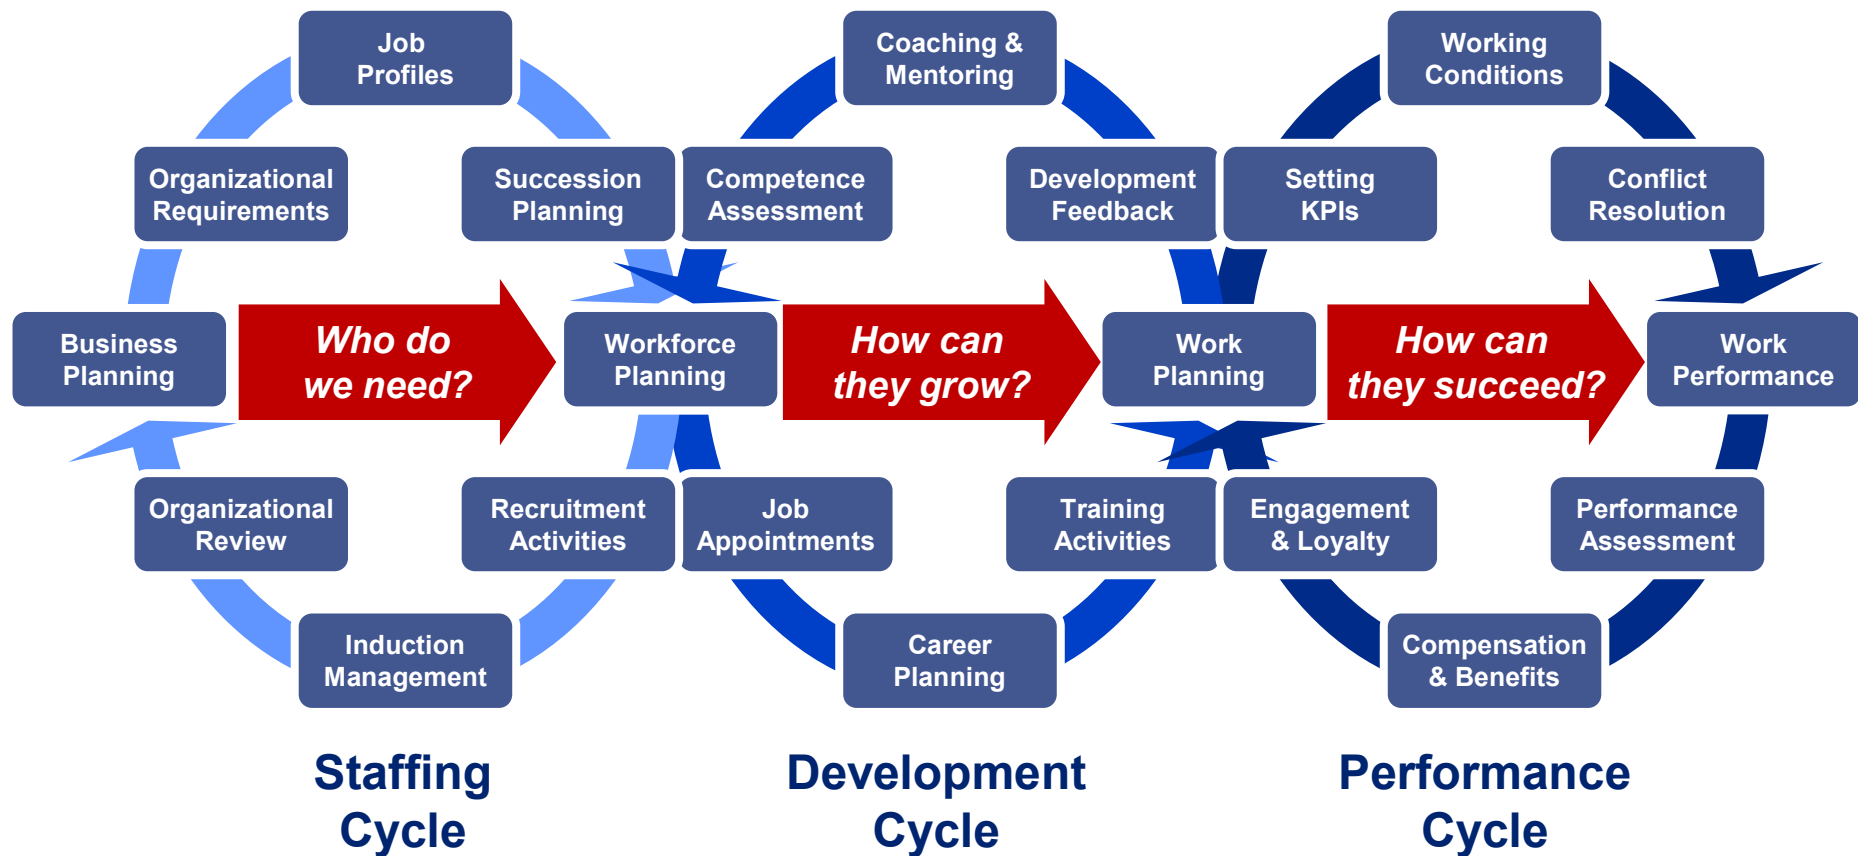 Job
Profiles
Coaching &
Mentoring
Working
Conditions
Organizational
Requirements
Succession
Planning
Competence
Assessment
Development
Feedback
Setting
KPIs
Conflict
Resolution
Business
Planning
Who do
we need?
Workforce
Planning
How can
they grow?
Work
Planning
How can
they succeed?
Work
Performance
Organizational
Review
Recruitment
Activities
Job
Appointments
Training
Activities
Engagement
& Loyalty
Performance
Assessment
Induction
Management
Career
Planning
Compensation
& Benefits
Staffing
Cycle
Development
Cycle
Performance
Cycle